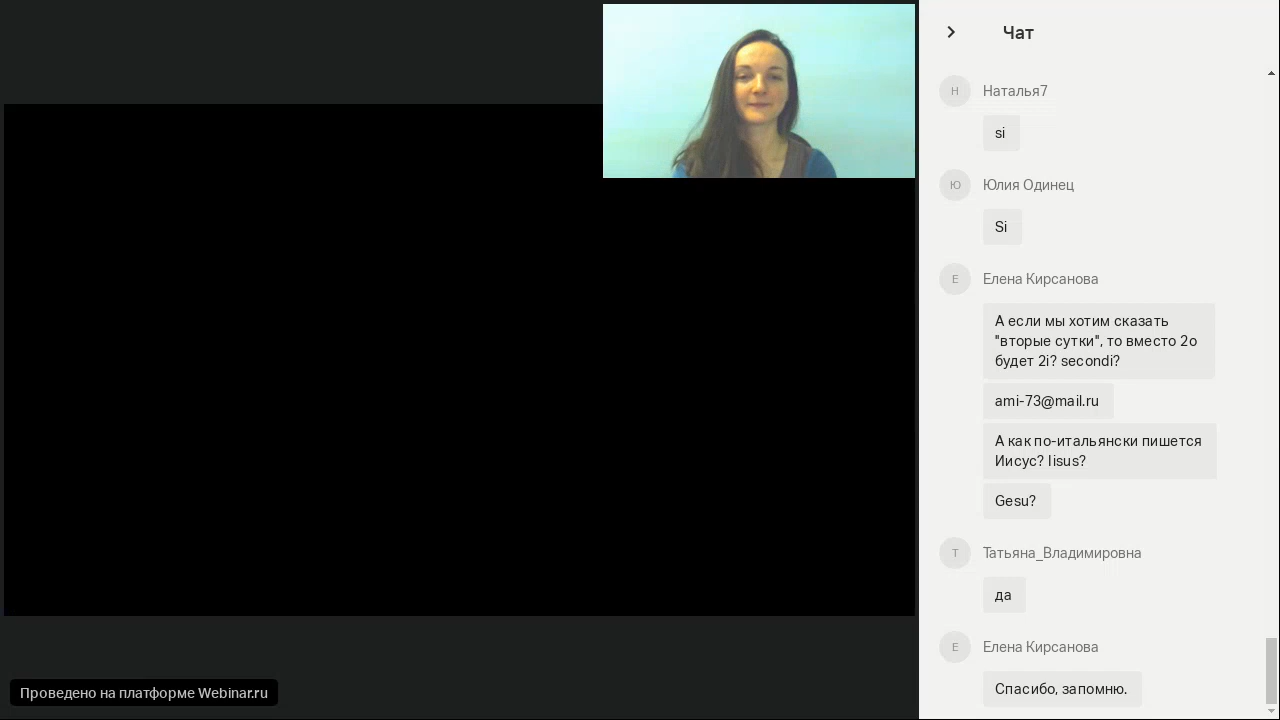 Чат
Н
Наталья7
si
Ю
Юлия Одинец
Si
Е
Елена Кирсанова
А если мы хотим сказать
"вторые сутки", то вместо 2о
будет 2i? secondi?
ami-73@mail.ru
А как по-итальянски пишется
Иисус? Iisus?
Gesu?
Т
Татьяна_Владимировна
да
Е
Елена Кирсанова
Спасибо, запомню.
Проведено на платформе Webinar.ru